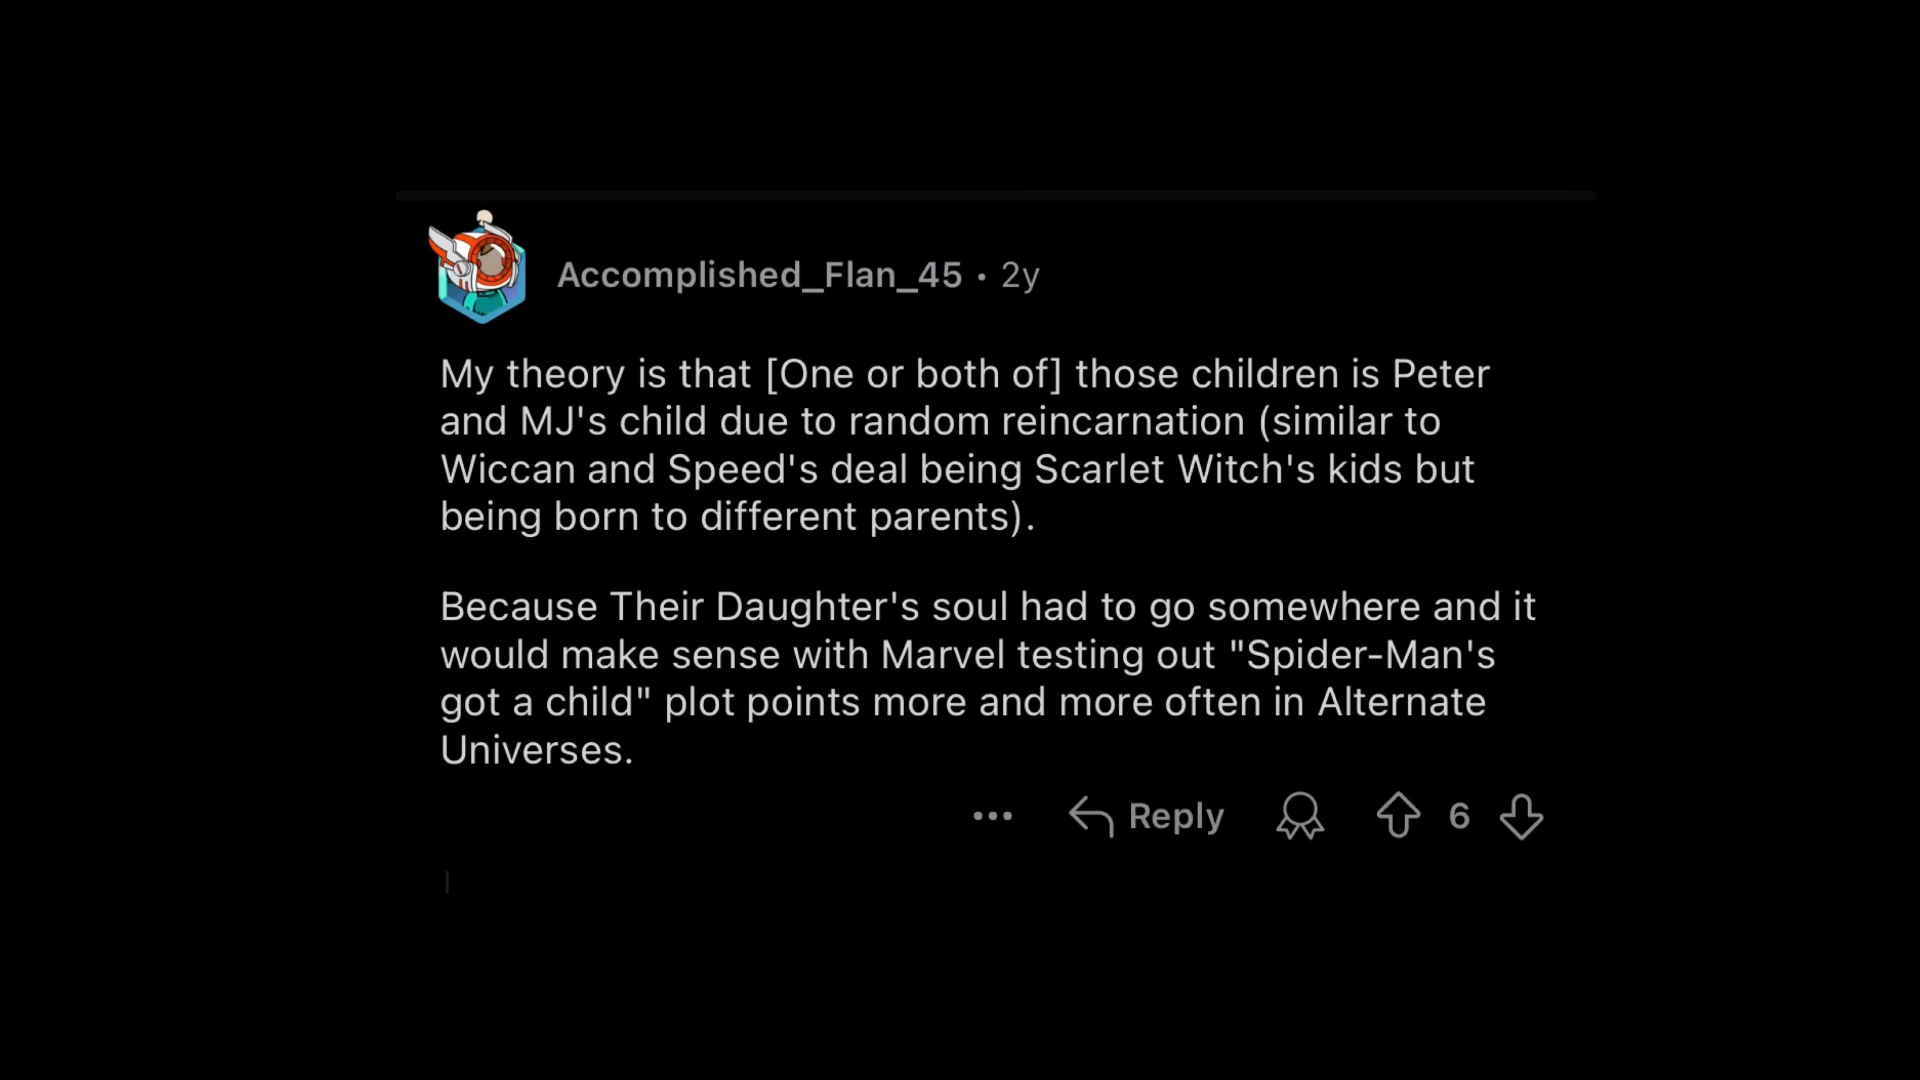 Accomplished_Flan_45 • 2y
My theory is that [One or both of] those children is Peter
and MJ's child due to random reincarnation (similar to
Wiccan and Speed's deal being Scarlet Witch's kids but
being born to different parents).
Because Their Daughter's soul had to go somewhere and it
would make sense with Marvel testing out "Spider-Man's
got a child" plot points more and more often in Alternate
Universes.
Reply 6